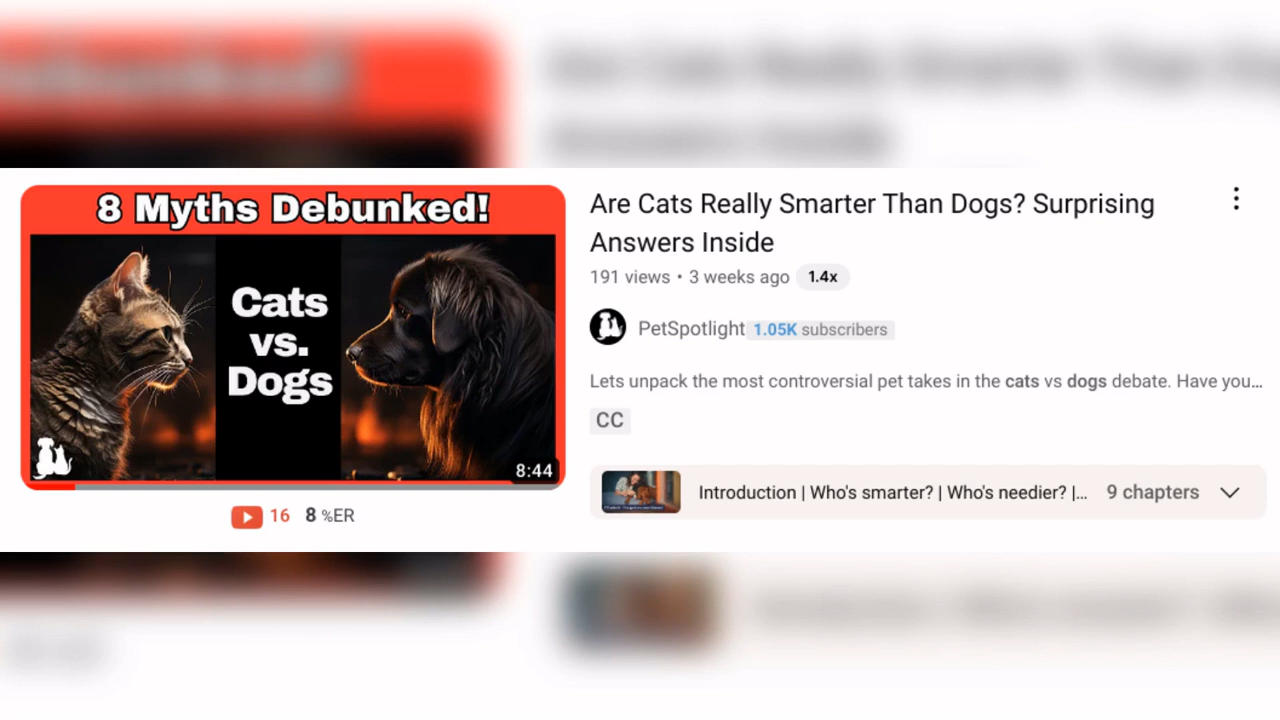 8 Myths Debunked!
Cats
vs.
Dogs
8:44
16 8 %ER
Are Cats Really Smarter Than Dogs? Surprising
Answers Inside
191 views • 3 weeks ago 1.4x
PetSpotlight 1.05K subscribers
Lets unpack the most controversial pet takes in the cats vs dogs debate. Have you...
CC
Introduction | Who's smarter? | Who's needier? |... 9 chapters